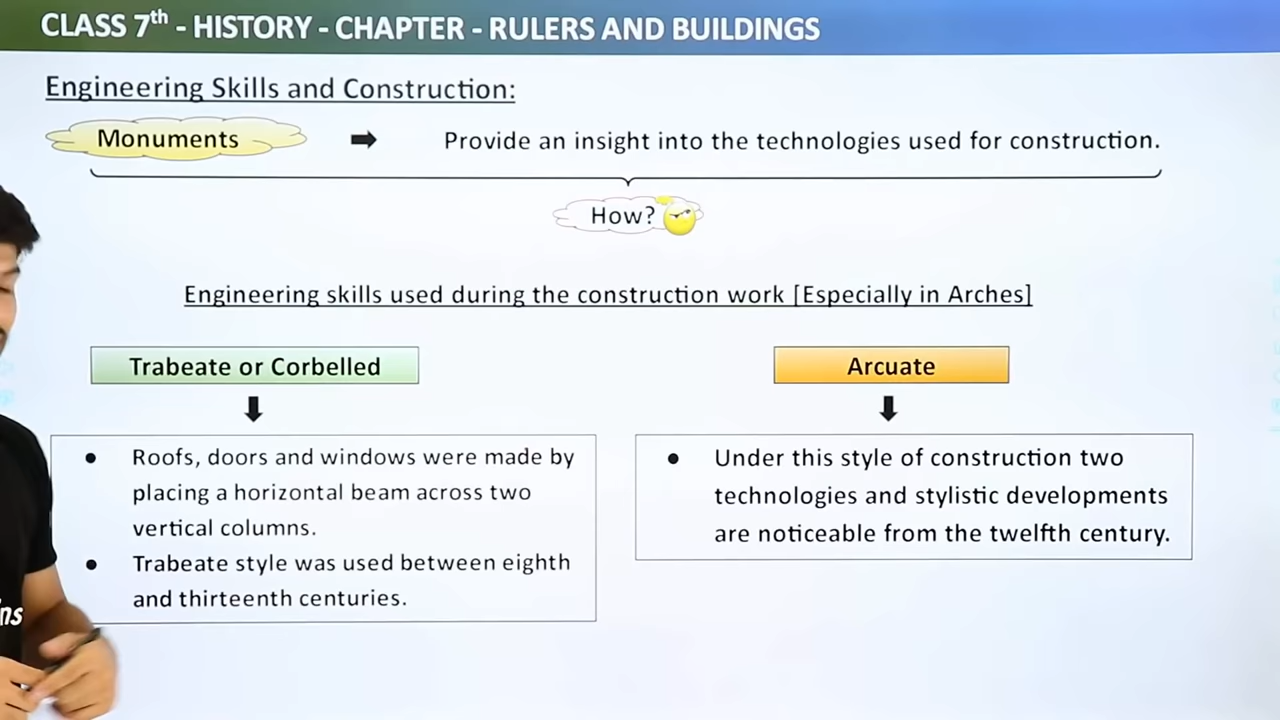 CLASS 7th - HISTORY - CHAPTER - RULERS AND BUILDINGS
Engineering Skills and Construction:
Monuments ➡ Provide an insight into the technologies used for construction.
How?
Engineering skills used during the construction work [Especially in Arches]
Trabeate or Corbelled
Arcuate
● Roofs, doors and windows were made by
placing a horizontal beam across two
vertical columns.
● Trabeate style was used between eighth
and thirteenth centuries.
● Under this style of construction two
technologies and stylistic developments
are noticeable from the twelfth century.